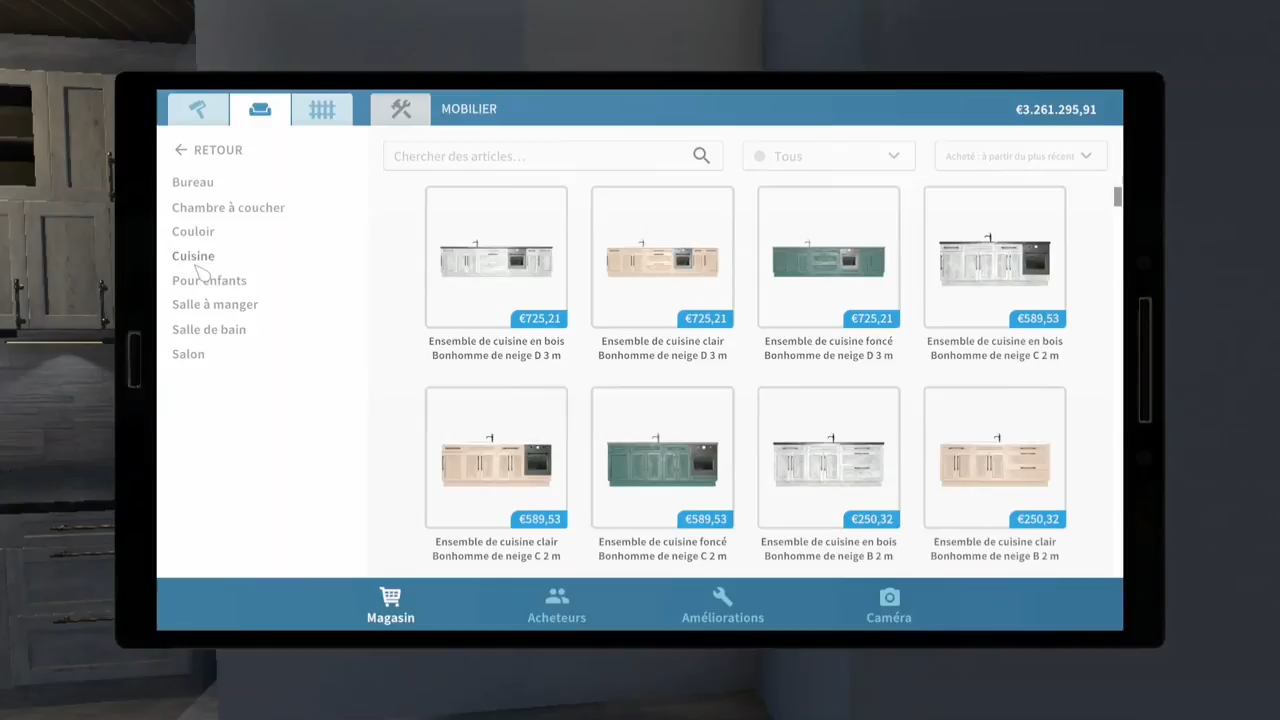 MOBILIER
€3.261.295,91
RETOUR
Bureau
Chambre à coucher
Couloir
Cuisine
Pour enfants
Salle à manger
Salle de bain
Salon
Chercher des articles...
Tous
Acheté : à partir du plus récent
€725,21
Ensemble de cuisine en bois
Bonhomme de neige D 3 m
€725,21
Ensemble de cuisine clair
Bonhomme de neige D 3 m
€725,21
Ensemble de cuisine foncé
Bonhomme de neige D 3 m
€589,53
Ensemble de cuisine en bois
Bonhomme de neige C 2 m
€589,53
Ensemble de cuisine clair
Bonhomme de neige C 2 m
€589,53
Ensemble de cuisine foncé
Bonhomme de neige C 2 m
€250,32
Ensemble de cuisine en bois
Bonhomme de neige B 2 m
€250,32
Ensemble de cuisine clair
Bonhomme de neige B 2 m
Magasin
Acheteurs
Améliorations
Caméra